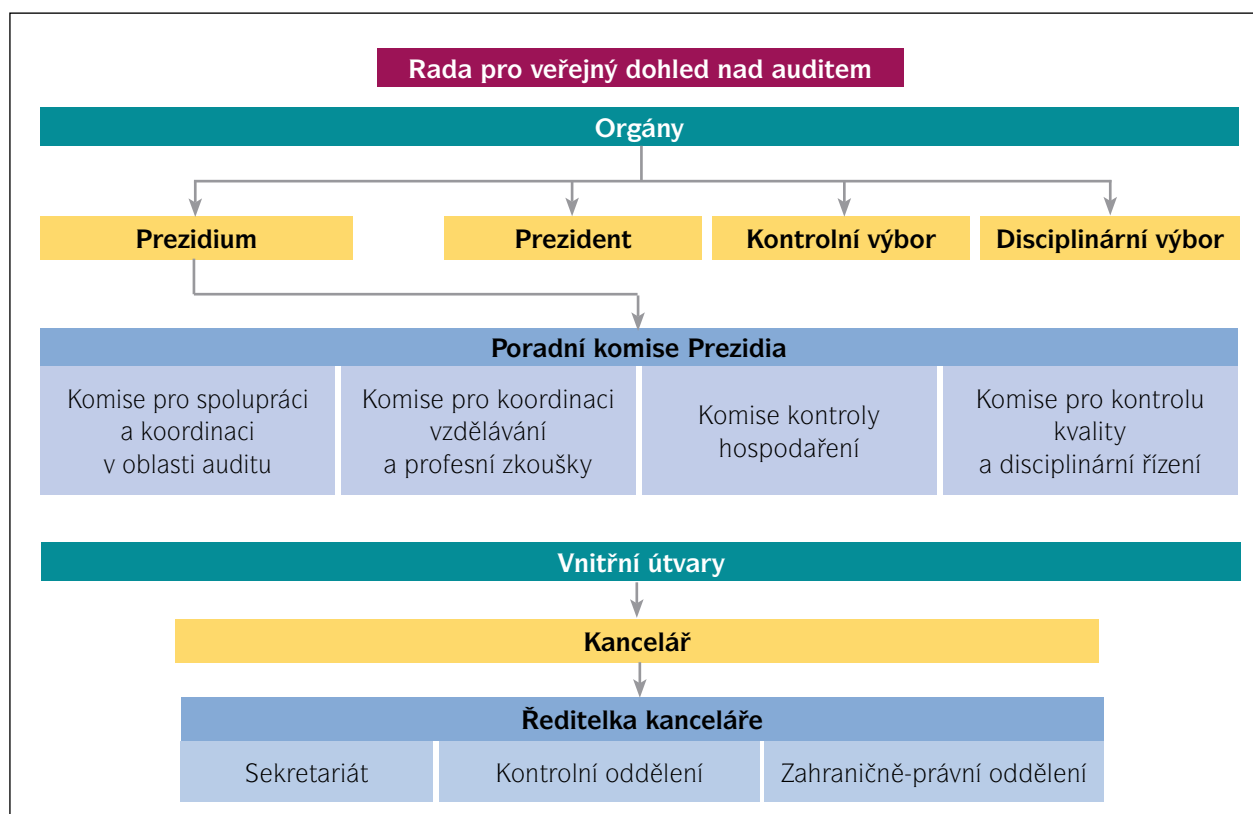 Rada pro veřejný dohled nad auditem
Orgány
Prezidium
Prezident
Kontrolní výbor
Disciplinární výbor
Poradní komise Prezidia
Komise pro spolupráci
a koordinaci
v oblasti auditu
Komise pro koordinaci
vzdělávání
a profesní zkoušky
Komise kontroly
hospodaření
Komise pro kontrolu
kvality
a disciplinární řízení
Vnitřní útvary
Kancelář
Ředitelka kanceláře
Sekretariát
Kontrolní oddělení
Zahraničně-právní oddělení